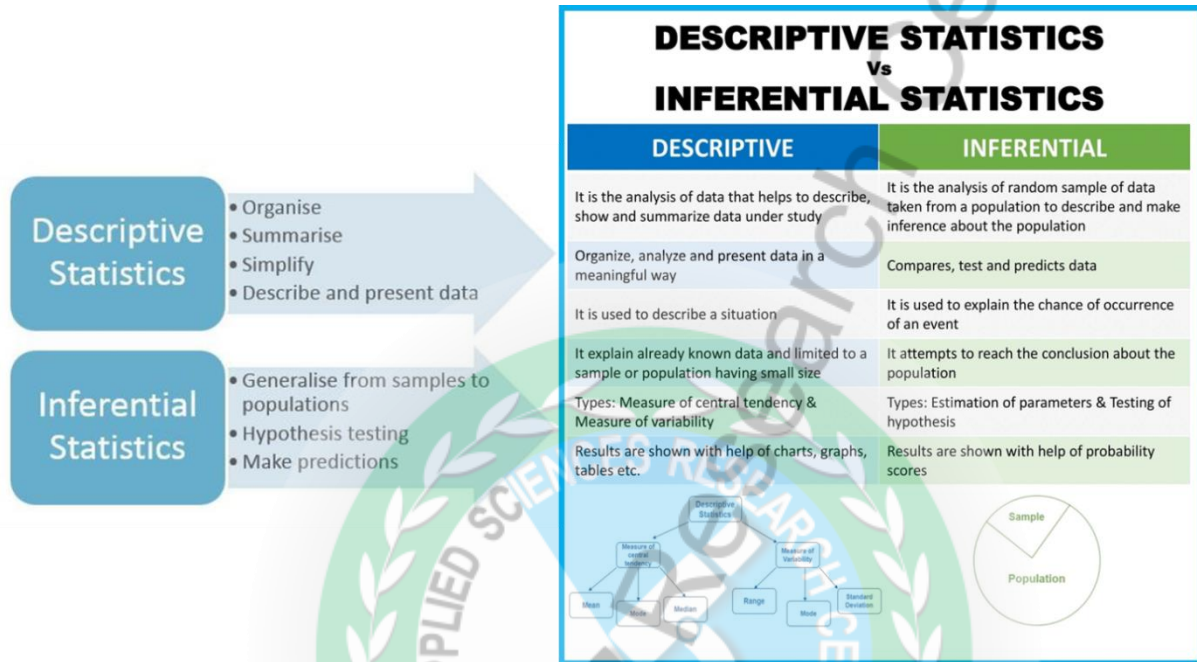 Descriptive
Statistics
• Organise
• Summarise
• Simplify
• Describe and present data
Inferential
Statistics
• Generalise from samples to
populations
• Hypothesis testing
• Make predictions
DESCRIPTIVE STATISTICS
Vs
INFERENTIAL STATISTICS
DESCRIPTIVE
INFERENTIAL
It is the analysis of data that helps to describe,
show and summarize data under study
It is the analysis of random sample of data
taken from a population to describe and make
inference about the population
Organize, analyze and present data in a
meaningful way
Compares, test and predicts data
It is used to describe a situation
It is used to explain the chance of occurrence
of an event
It explain already known data and limited to a
sample or population having small size
It attempts to reach the conclusion about the
population
Types: Measure of central tendency &
Measure of variability
Types: Estimation of parameters & Testing of
hypothesis
Results are shown with help of charts, graphs,
tables etc.
Results are shown with help of probability
scores
Descriptive
Statistics
Measure of
central
tendency
Measure of
Variability
Mean
Mode
Median
Range
Mode
Standard
Deviation
Sample
Population
SCIENCES RESEARCH
Research